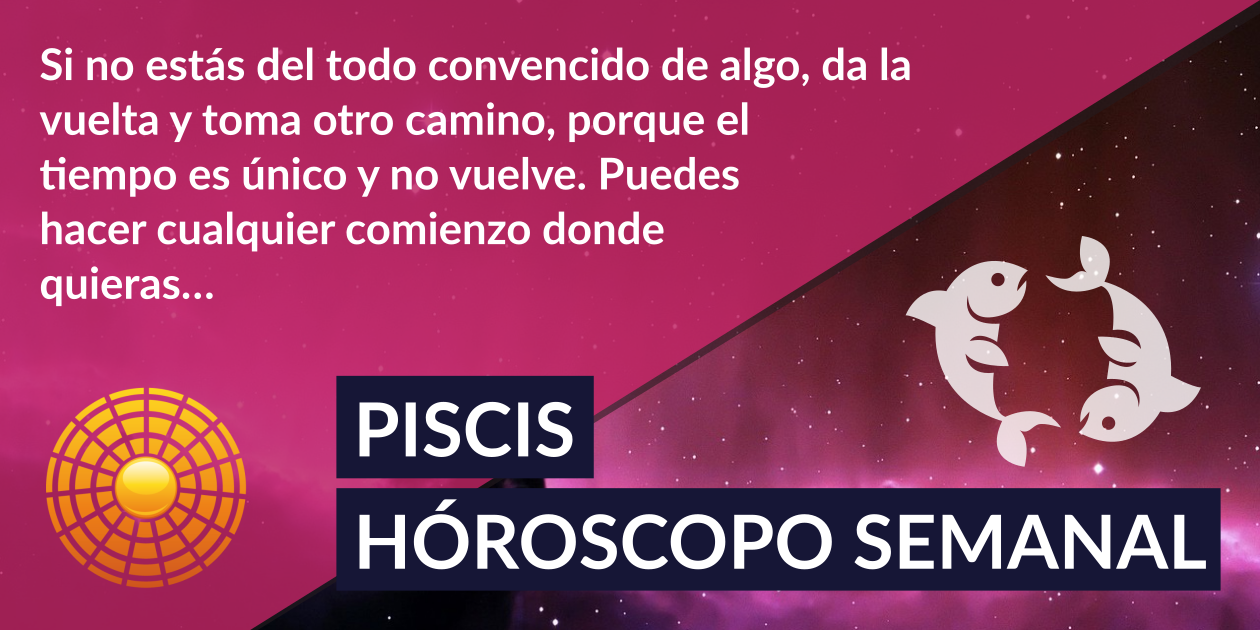 Si no estás del todo convencido de algo, da la
vuelta y toma otro camino, porque el
tiempo es único y no vuelve. Puedes
hacer cualquier comienzo donde
quieras...
PISCIS
HÓROSCOPO SEMANAL